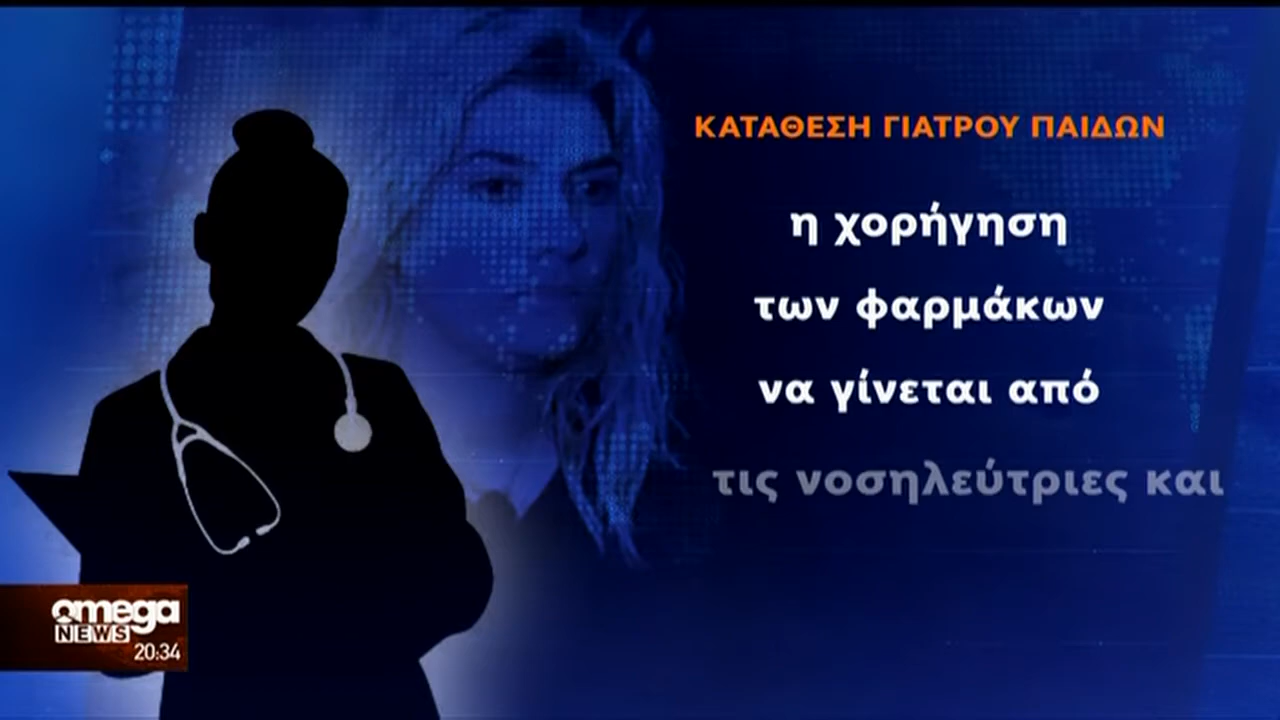 ΚΑΤΑΘΕΣΗ ΓΙΑΤΡΟΥ ΠΑΙΔΩΝ
η χορήγηση
των φαρμάκων
να γίνεται από
τις νοσηλεύτριες και
omega
NEWS
20:34